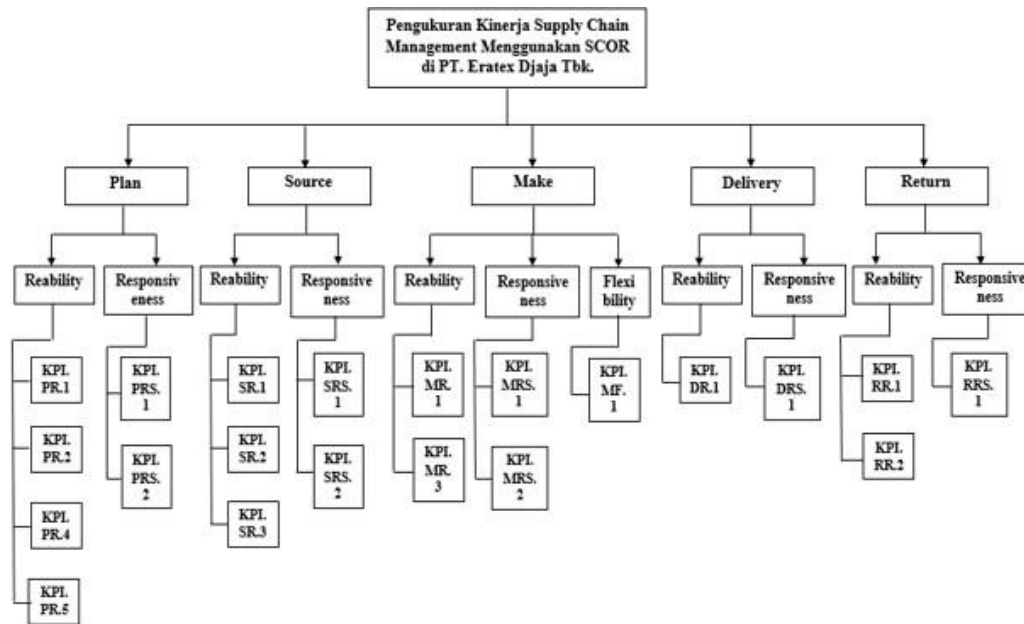 Pengukuran Kinerja Supply Chain
Management Menggunakan SCOR
di PT. Eratex Djaja Tbk.
Plan
Source
Make
Delivery
Return
Reability
Responsiv
eness
Reability
Responsive
ness
Reability
Responsive
ness
Flexi
bility
Reability
Responsive
ness
Reability
Responsive
ness
KPI.
PR.1
KPI.
PR.2
KPI.
PR.4
KPI.
PR.5
KPI.
PRS.
1
KPI.
PRS.
2
KPI.
SR.1
KPI.
SR.2
KPI.
SR.3
KPI.
SRS.
1
KPI.
SRS.
2
KPI.
MR.
1
KPI.
MR.
3
KPI.
MRS.
1
KPI.
MRS.
2
KPI.
MF.
1
KPI.
DR.1
KPI.
DRS.
1
KPI.
RR.1
KPI.
RR.2
KPI.
RRS.
1